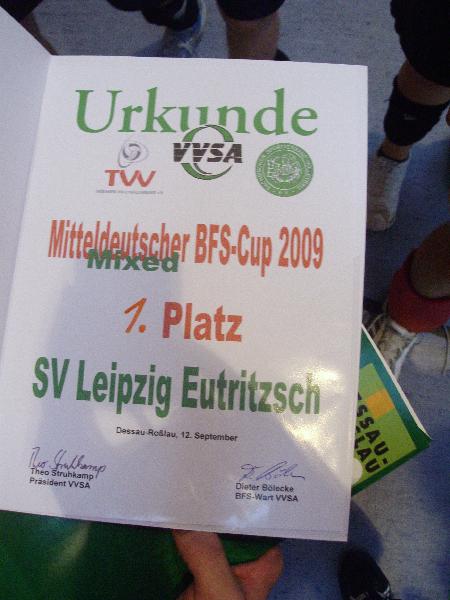 Urkunde
TVV
VVSA
Mitteldeutscher BFS-Cup 2009
Mixed
1. Platz
SV Leipzig Eutritzsch
Dessau-Roßlau, 12. September
Theo Struhkamp
Präsident VVSA
Dieter Bölecke
BFS-Wart VVSA